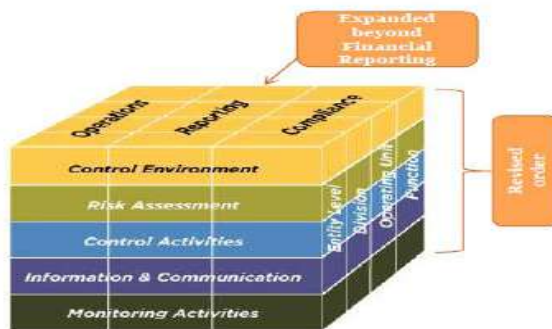 Expanded
beyond
Financial
Reporting
Operations
Reporting
Compliance
Control Environment
Risk Assessment
Control Activities
Information & Communication
Monitoring Activities
Entity Level
Division
Operating Unit
Function
Revised
order